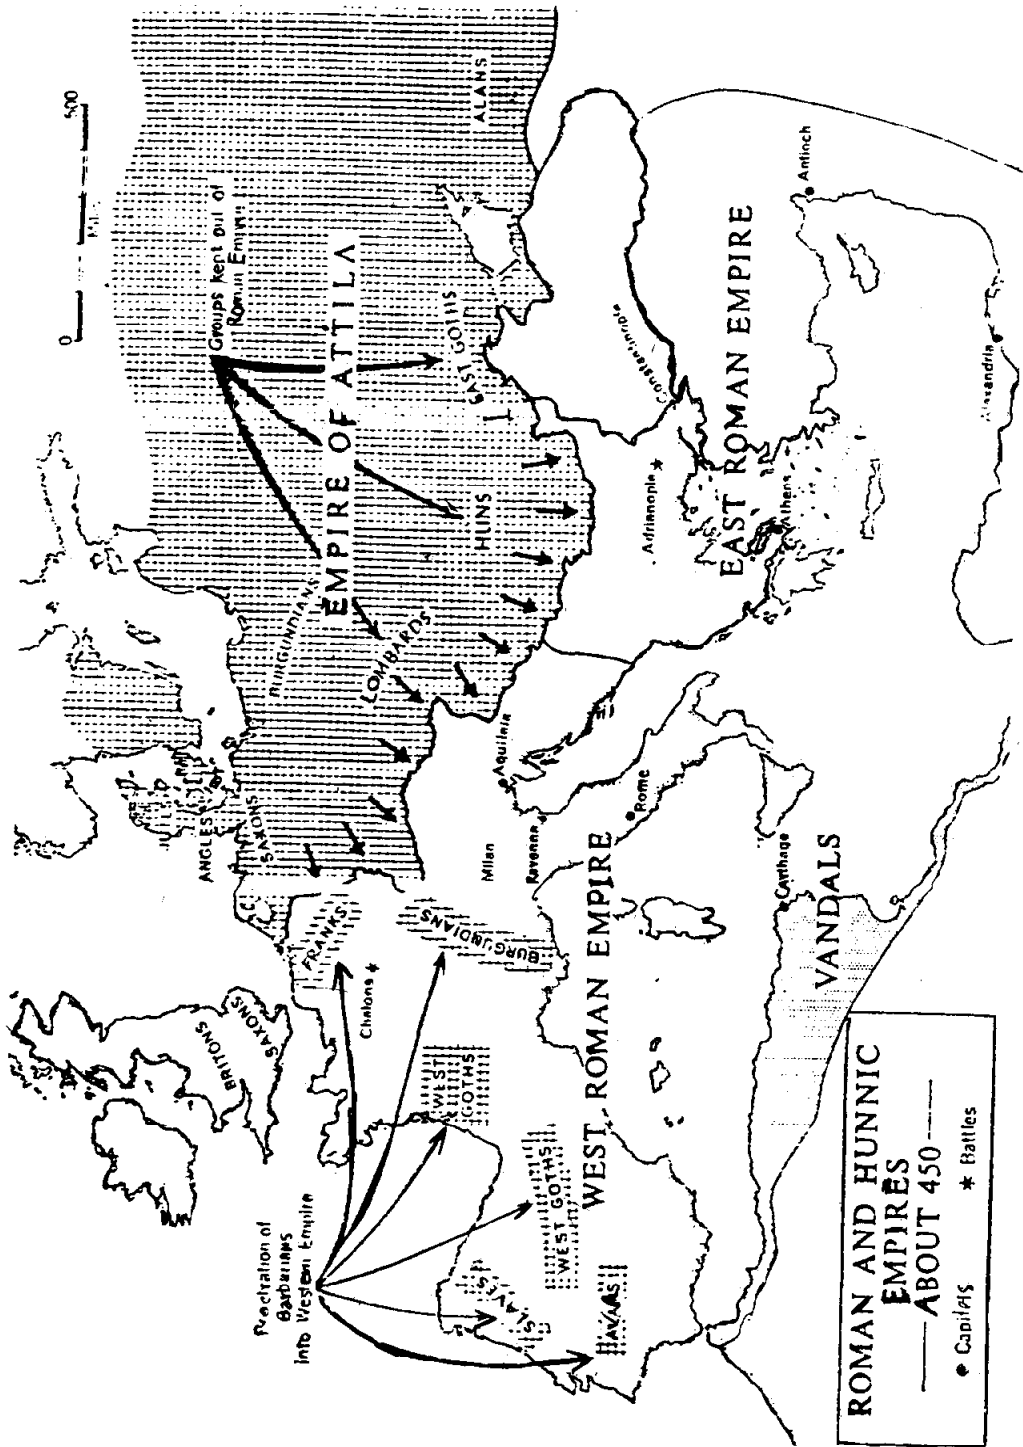 0 500
Miles
Groups kept out of
Roman Empire
ALANS
EMPIRE OF ATTILA
EAST GOTHS
HUNS
BURGUNDIANS
LOMBARDS
ANGLES
SAXONS
FRANKS
BURGUNDIANS
BRITONS
SAXONS
Chalons *
WEST
GOTHS
Penetration of
Barbarians
Into Western Empire
SLAVES
WEST GOTHS
WEST ROMAN EMPIRE
Milan
Ravenna
Aquileia
Rome
Carthage
VANDALS
Constantinople
Adrianople *
Athens
EAST ROMAN EMPIRE
Antioch
Alexandria
ROMAN AND HUNNIC
EMPIRES
ABOUT 450
Capitals * Battles